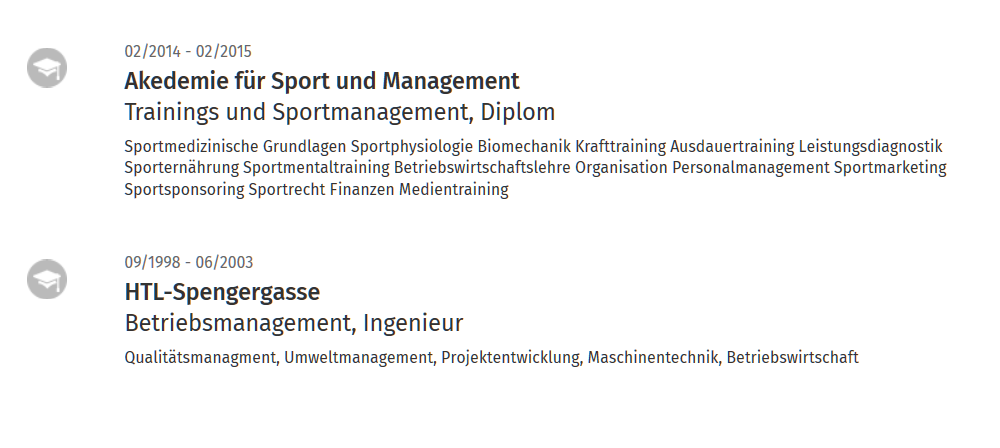 02/2014 - 02/2015
Akedemie für Sport und Management
Trainings und Sportmanagement, Diplom
Sportmedizinische Grundlagen Sportphysiologie Biomechanik Krafttraining Ausdauertraining Leistungsdiagnostik
Sporternährung Sportmentaltraining Betriebswirtschaftslehre Organisation Personalmanagement Sportmarketing
Sportsponsoring Sportrecht Finanzen Medientraining
09/1998 - 06/2003
HTL-Spengergasse
Betriebsmanagement, Ingenieur
Qualitätsmanagment, Umweltmanagement, Projektentwicklung, Maschinentechnik, Betriebswirtschaft